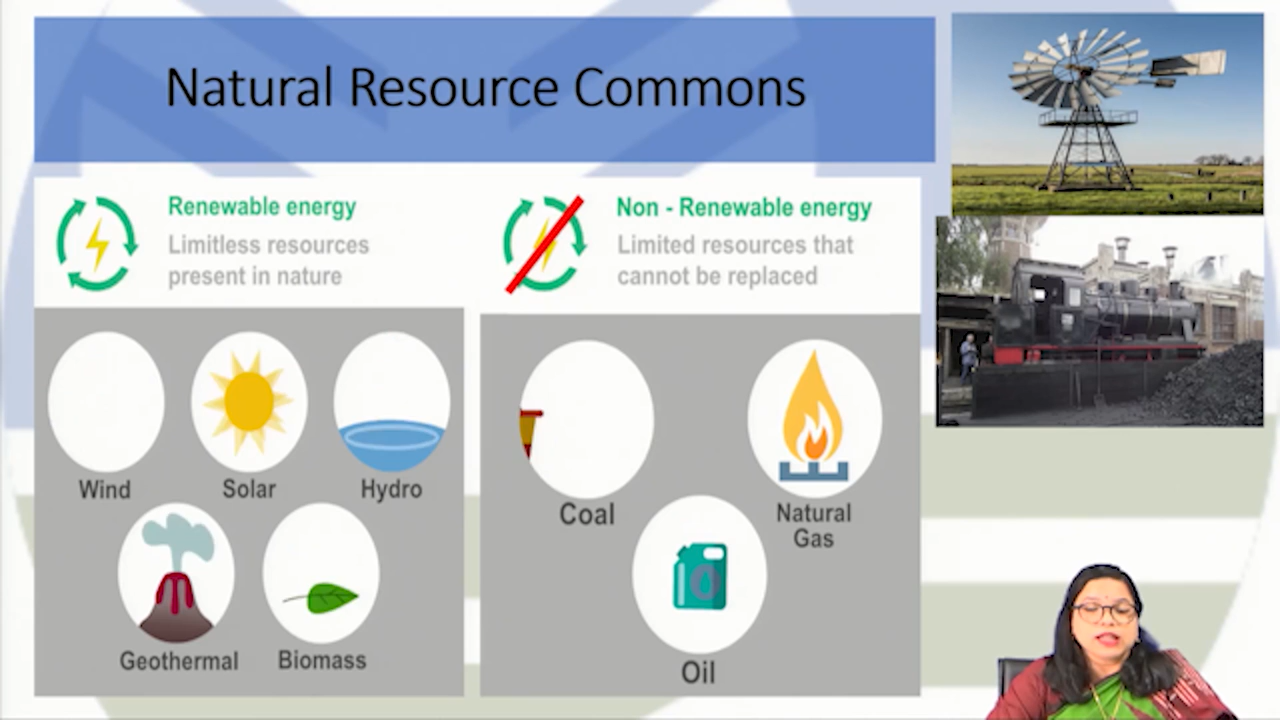 Natural Resource Commons
Renewable energy
Limitless resources
present in nature
Non - Renewable energy
Limited resources that
cannot be replaced
Wind
Solar
Hydro
Geothermal
Biomass
Coal
Natural
Gas
Oil